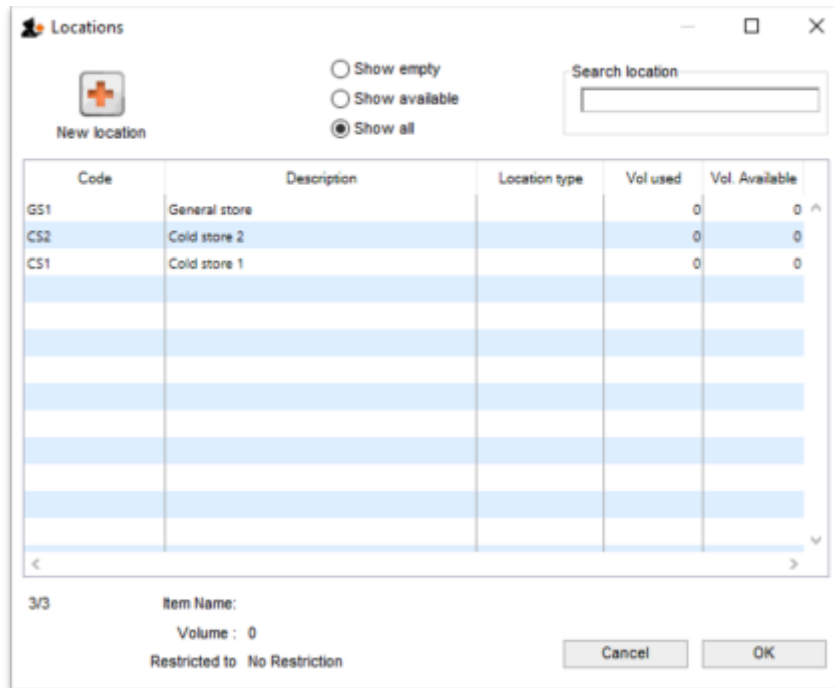 Locations
Show empty
Show available
Show all
Search location
New location
Code Description Location type Vol used Vol. Available
GS1 General store 0 0
CS2 Cold store 2 0 0
CS1 Cold store 1 0 0
3/3 Item Name:
Volume : 0
Restricted to No Restriction
Cancel OK